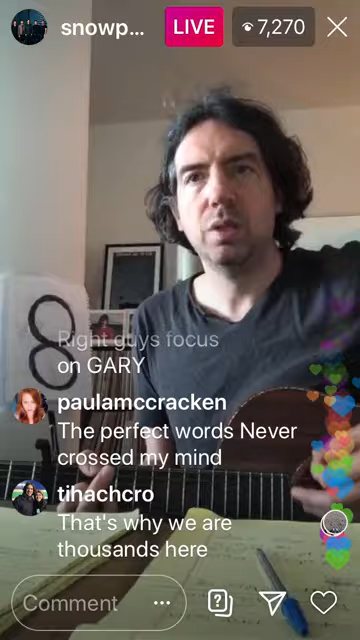 snowp...
LIVE
7,270
8
Right guys focus
on GARY
paulamccracken
The perfect words Never
crossed my mind
tihachcro
That's why we are
thousands here
Comment